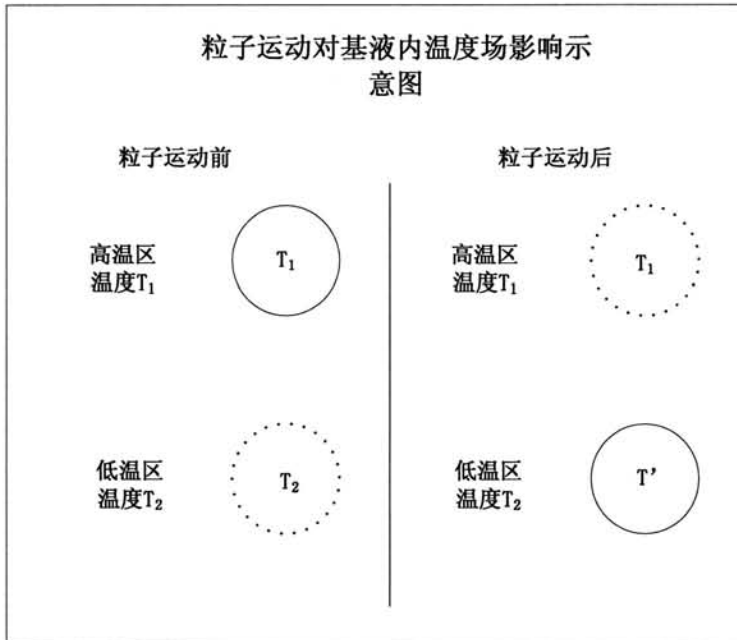 粒子运动对基液内温度场影响示
意图
粒子运动前
粒子运动后
高温区
温度T₁
T₁
高温区
温度T₁
T₁
低温区
温度T₂
T₂
低温区
温度T₂
T'